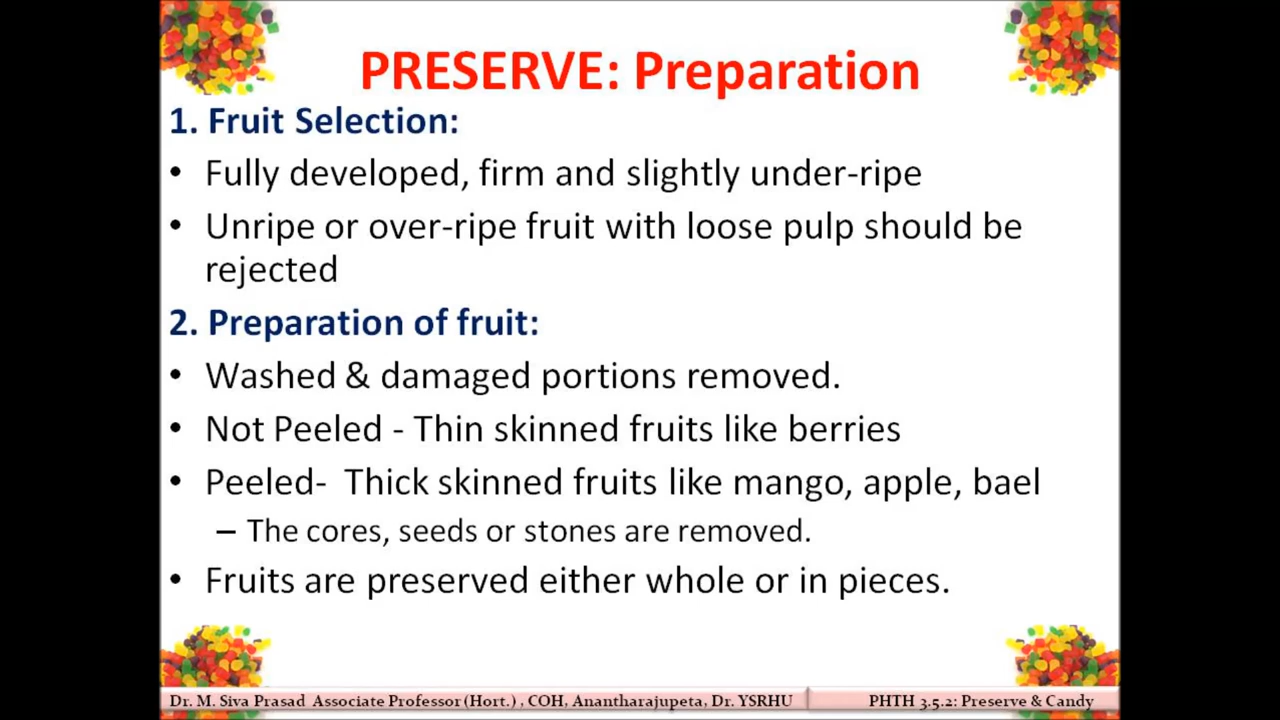 PRESERVE: Preparation
1. Fruit Selection:
• Fully developed, firm and slightly under-ripe
• Unripe or over-ripe fruit with loose pulp should be
rejected
2. Preparation of fruit:
• Washed & damaged portions removed.
• Not Peeled - Thin skinned fruits like berries
• Peeled-  Thick skinned fruits like mango, apple, bael
– The cores, seeds or stones are removed.
• Fruits are preserved either whole or in pieces.
Dr. M. Siva Prasad  Associate Professor (Hort.) , COH, Anantharajupeta, Dr. YSRHU
PHTH 3.5.2: Preserve & Candy